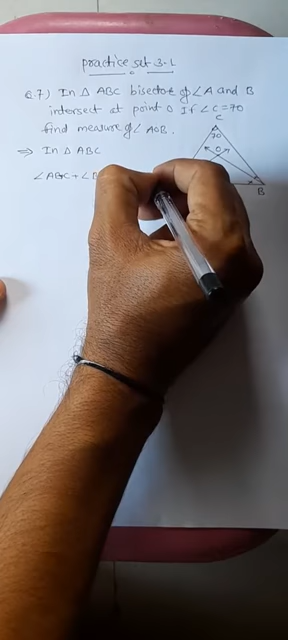 practice set 3.1
Q.7) In △ ABC bisector of ∠A and B
intersect at point O If ∠C = 70
find measure of ∠ AOB.
C
70
O
B
⇒ In △ ABC
∠ABC + ∠B